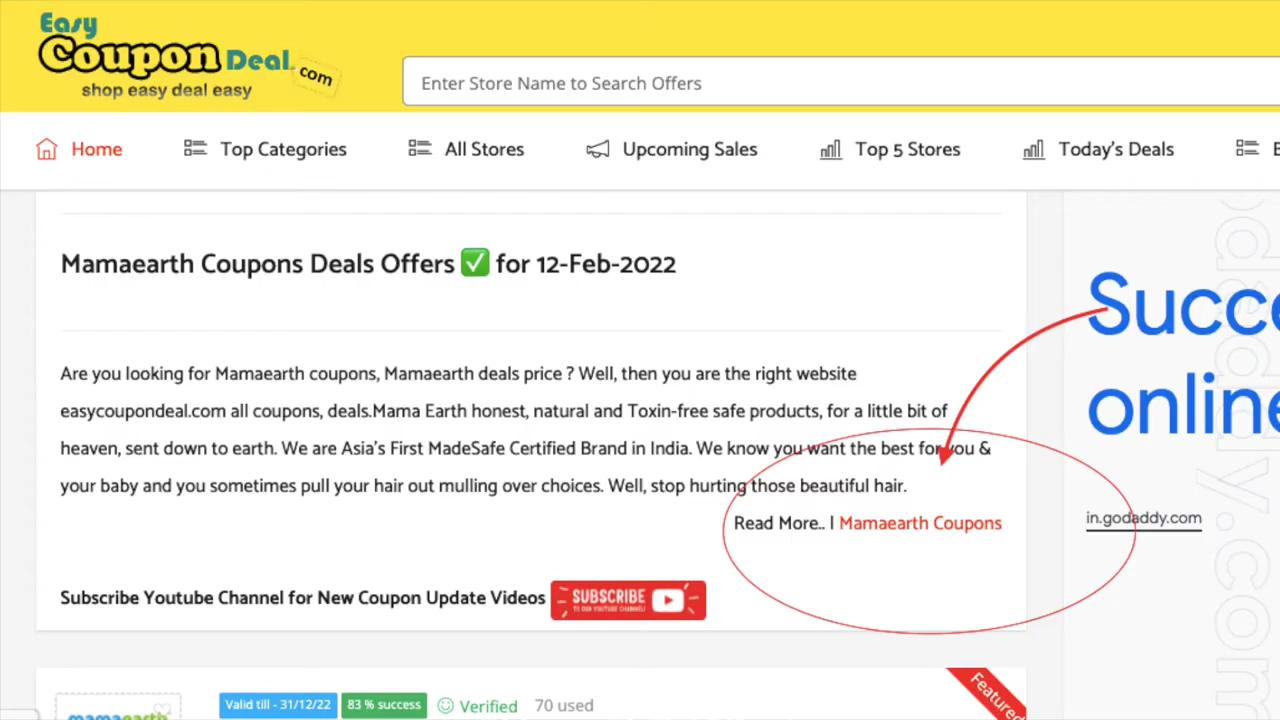 Easy
Coupon Deal.com
shop easy deal easy
Enter Store Name to Search Offers
Home
Top Categories
All Stores
Upcoming Sales
Top 5 Stores
Today's Deals
Mamaearth Coupons Deals Offers ✅ for 12-Feb-2022
Are you looking for Mamaearth coupons, Mamaearth deals price ? Well, then you are the right website
easycoupondeal.com all coupons, deals.Mama Earth honest, natural and Toxin-free safe products, for a little bit of
heaven, sent down to earth. We are Asia's First MadeSafe Certified Brand in India. We know you want the best for you &
your baby and you sometimes pull your hair out mulling over choices. Well, stop hurting those beautiful hair.
Read More.. | Mamaearth Coupons
Subscribe Youtube Channel for New Coupon Update Videos
SUBSCRIBE
TO OUR YOUTUBE CHANNEL!
Succe
online
in.godaddy.com
Valid till - 31/12/22
83 % success
Verified
70 used
Featured
mamaearth